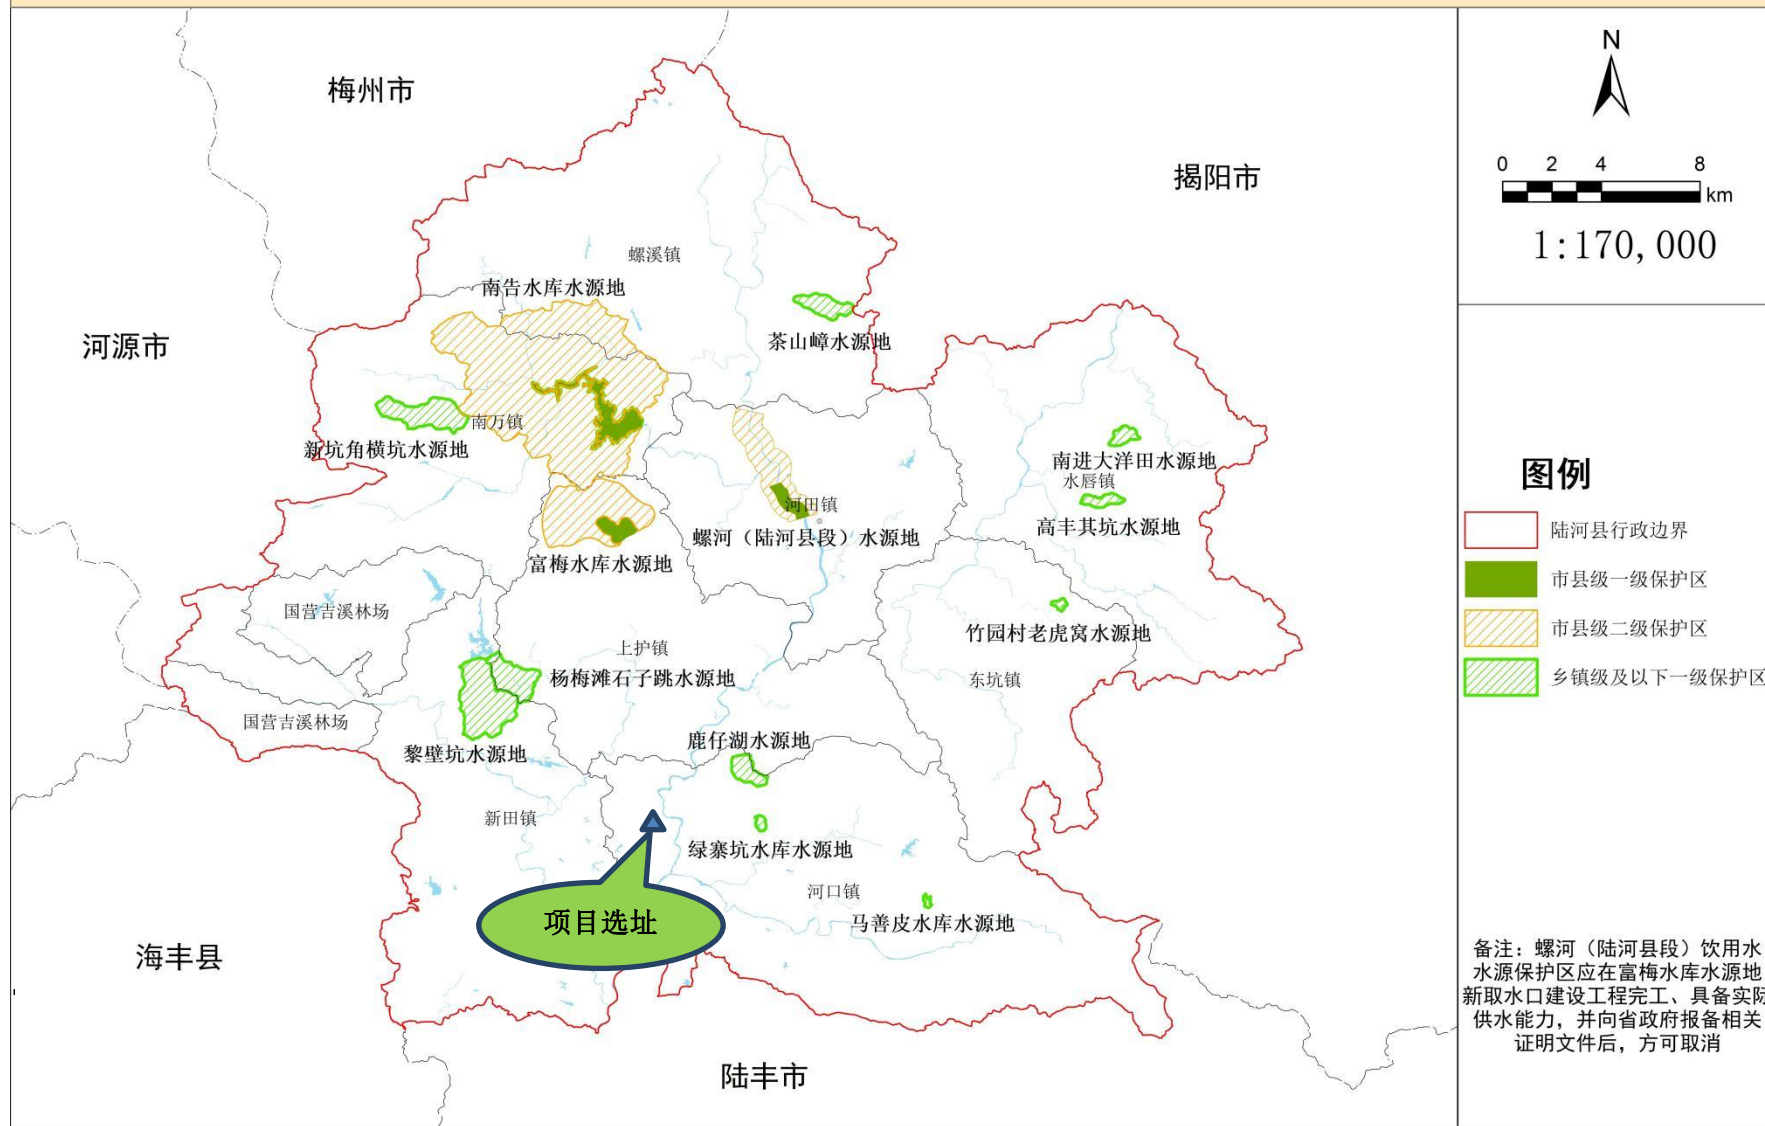 梅州市
揭阳市
河源市
海丰县
陆丰市
螺溪镇
南告水库水源地
茶山嶂水源地
南万镇
新坑角横坑水源地
南进大洋田水源地
水唇镇
高丰其坑水源地
河田镇
螺河（陆河县段）水源地
富梅水库水源地
国营吉溪林场
竹园村老虎窝水源地
上护镇
杨梅滩石子跳水源地
东坑镇
国营吉溪林场
黎壁坑水源地
鹿仔湖水源地
新田镇
绿寨坑水库水源地
河口镇
马善皮水库水源地
项目选址
N
0 2 4 8
km
1:170,000
图例
陆河县行政边界
市县级一级保护区
市县级二级保护区
乡镇级及以下一级保护区
备注：螺河（陆河县段）饮用水
水源保护区应在富梅水库水源地
新取水口建设工程完工、具备实际
供水能力，并向省政府报备相关
证明文件后，方可取消